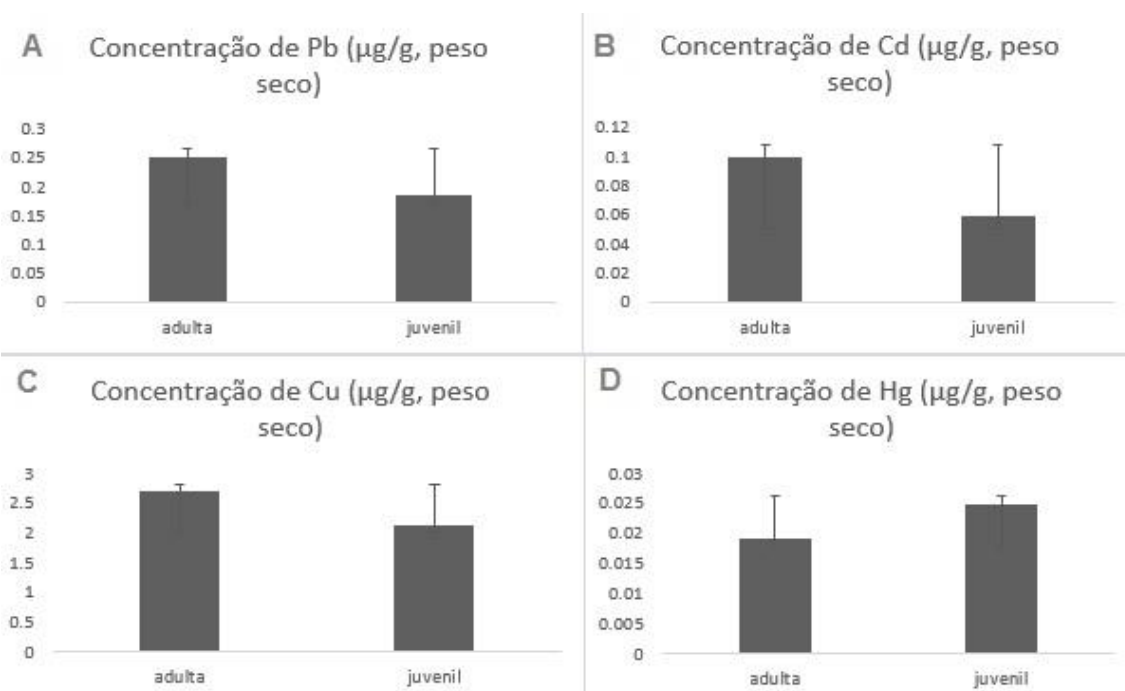 A
Concentração de Pb (µg/g, peso
seco)
0.3
0.25
0.2
0.15
0.1
0.05
0
adulta
juvenil
B
Concentração de Cd (µg/g, peso
seco)
0.12
0.1
0.08
0.06
0.04
0.02
0
adulta
juvenil
C
Concentração de Cu (µg/g, peso
seco)
3
2.5
2
1.5
1
0.5
0
adulta
juvenil
D
Concentração de Hg (µg/g, peso
seco)
0.03
0.025
0.02
0.015
0.01
0.005
0
adulta
juvenil